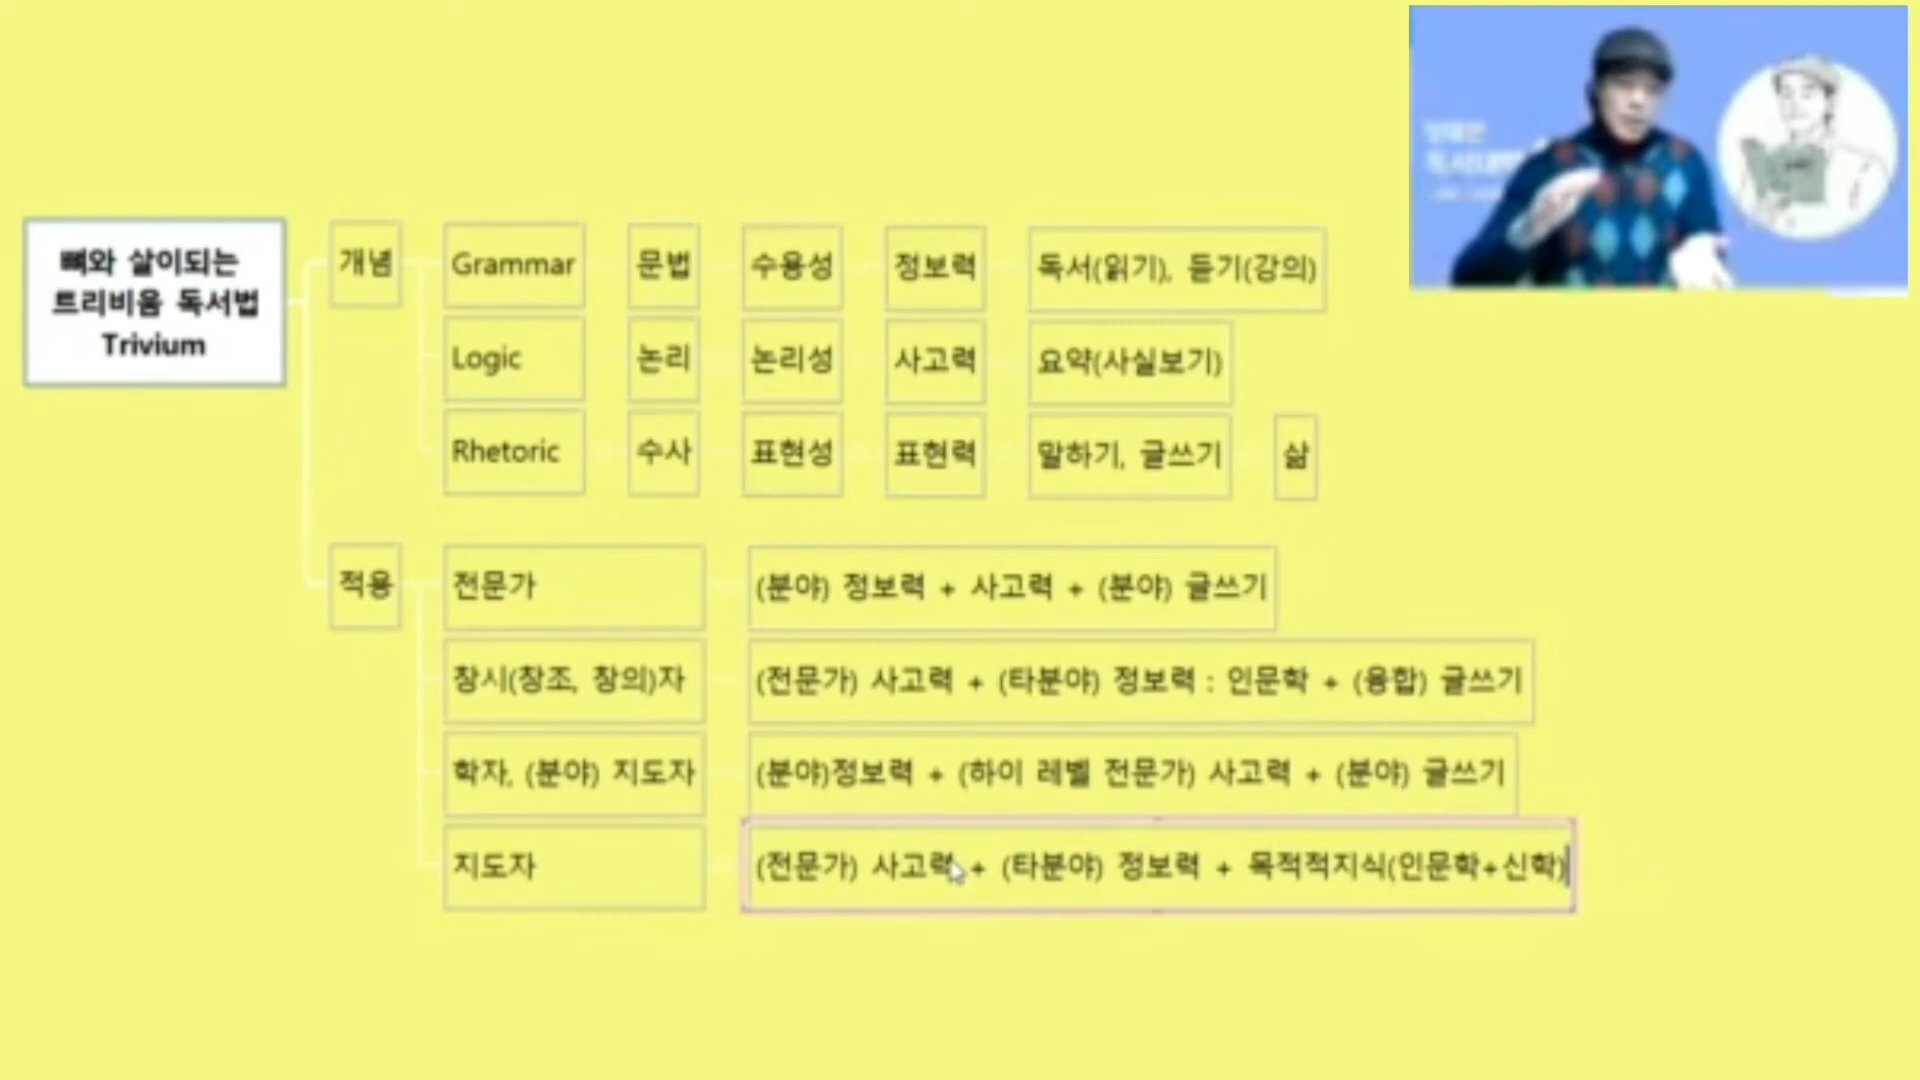 뼈와 살이되는
트리비움 독서법
Trivium
개념
Grammar 문법 수용성 정보력 독서(읽기), 듣기(강의)
Logic 논리 논리성 사고력 요약(사실보기)
Rhetoric 수사 표현성 표현력 말하기, 글쓰기 삶
적용
전문가 (분야) 정보력 + 사고력 + (분야) 글쓰기
창시(창조, 창의)자 (전문가) 사고력 + (타분야) 정보력 : 인문학 + (융합) 글쓰기
학자, (분야) 지도자 (분야)정보력 + (하이 레벨 전문가) 사고력 + (분야) 글쓰기
지도자 (전문가) 사고력 + (타분야) 정보력 + 목적적지식(인문학+신학)